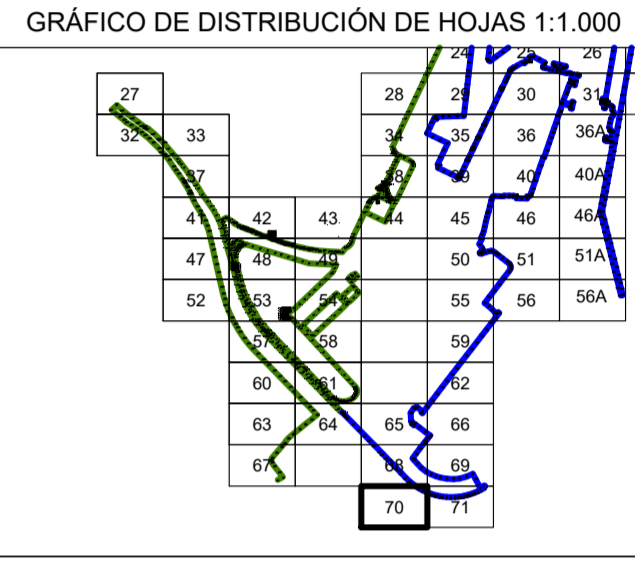 GRÁFICO DE DISTRIBUCIÓN DE HOJAS 1:1.000
24 25 26
27 28 29 30 31
32 33 34 35 36 36A
37 38 39 40 40A
41 42 43 44 45 46 46A
47 48 49 50 51 51A
52 53 54 55 56 56A
57 58 59
60 61 62
63 64 65 66
67 68 69
70 71